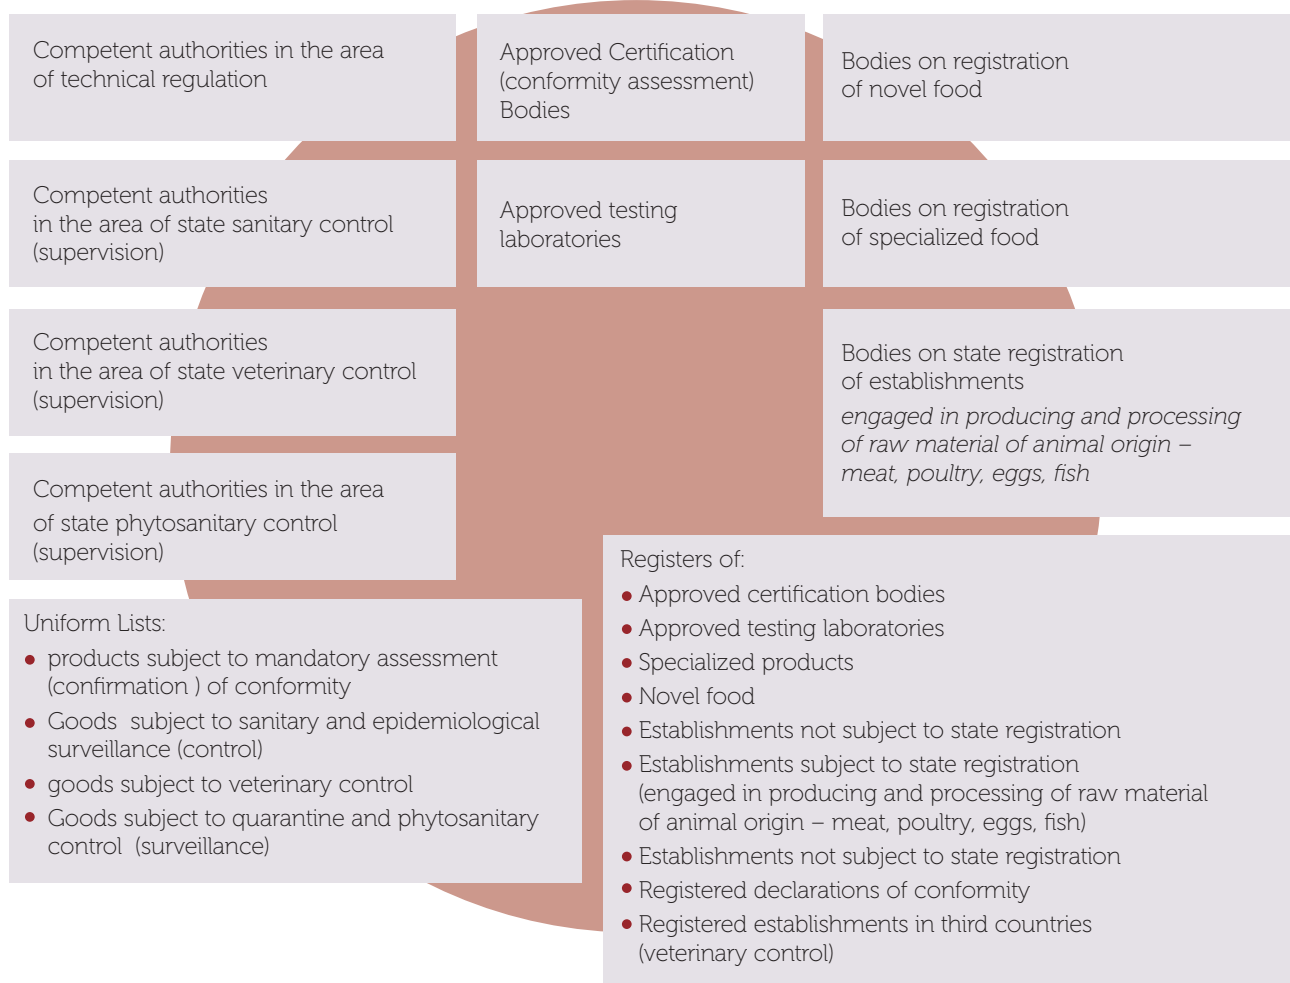 Competent authorities in the area
of technical regulation
Approved Certification
(conformity assessment)
Bodies
Bodies on registration
of novel food
Competent authorities
in the area of state sanitary control
(supervision)
Approved testing
laboratories
Bodies on registration
of specialized food
Competent authorities
in the area of state veterinary control
(supervision)
Bodies on state registration
of establishments
engaged in producing and processing
of raw material of animal origin –
meat, poultry, eggs, fish
Competent authorities in the area
of state phytosanitary control
(supervision)
Uniform Lists:
• products subject to mandatory assessment
(confirmation ) of conformity
• Goods  subject to sanitary and epidemiological
surveillance (control)
• goods subject to veterinary control
• Goods subject to quarantine and phytosanitary
control  (surveillance)
Registers of:
• Approved certification bodies
• Approved testing laboratories
• Specialized products
• Novel food
• Establishments not subject to state registration
• Establishments subject to state registration
(engaged in producing and processing of raw material
of animal origin – meat, poultry, eggs, fish)
• Establishments not subject to state registration
• Registered declarations of conformity
• Registered establishments in third countries
(veterinary control)